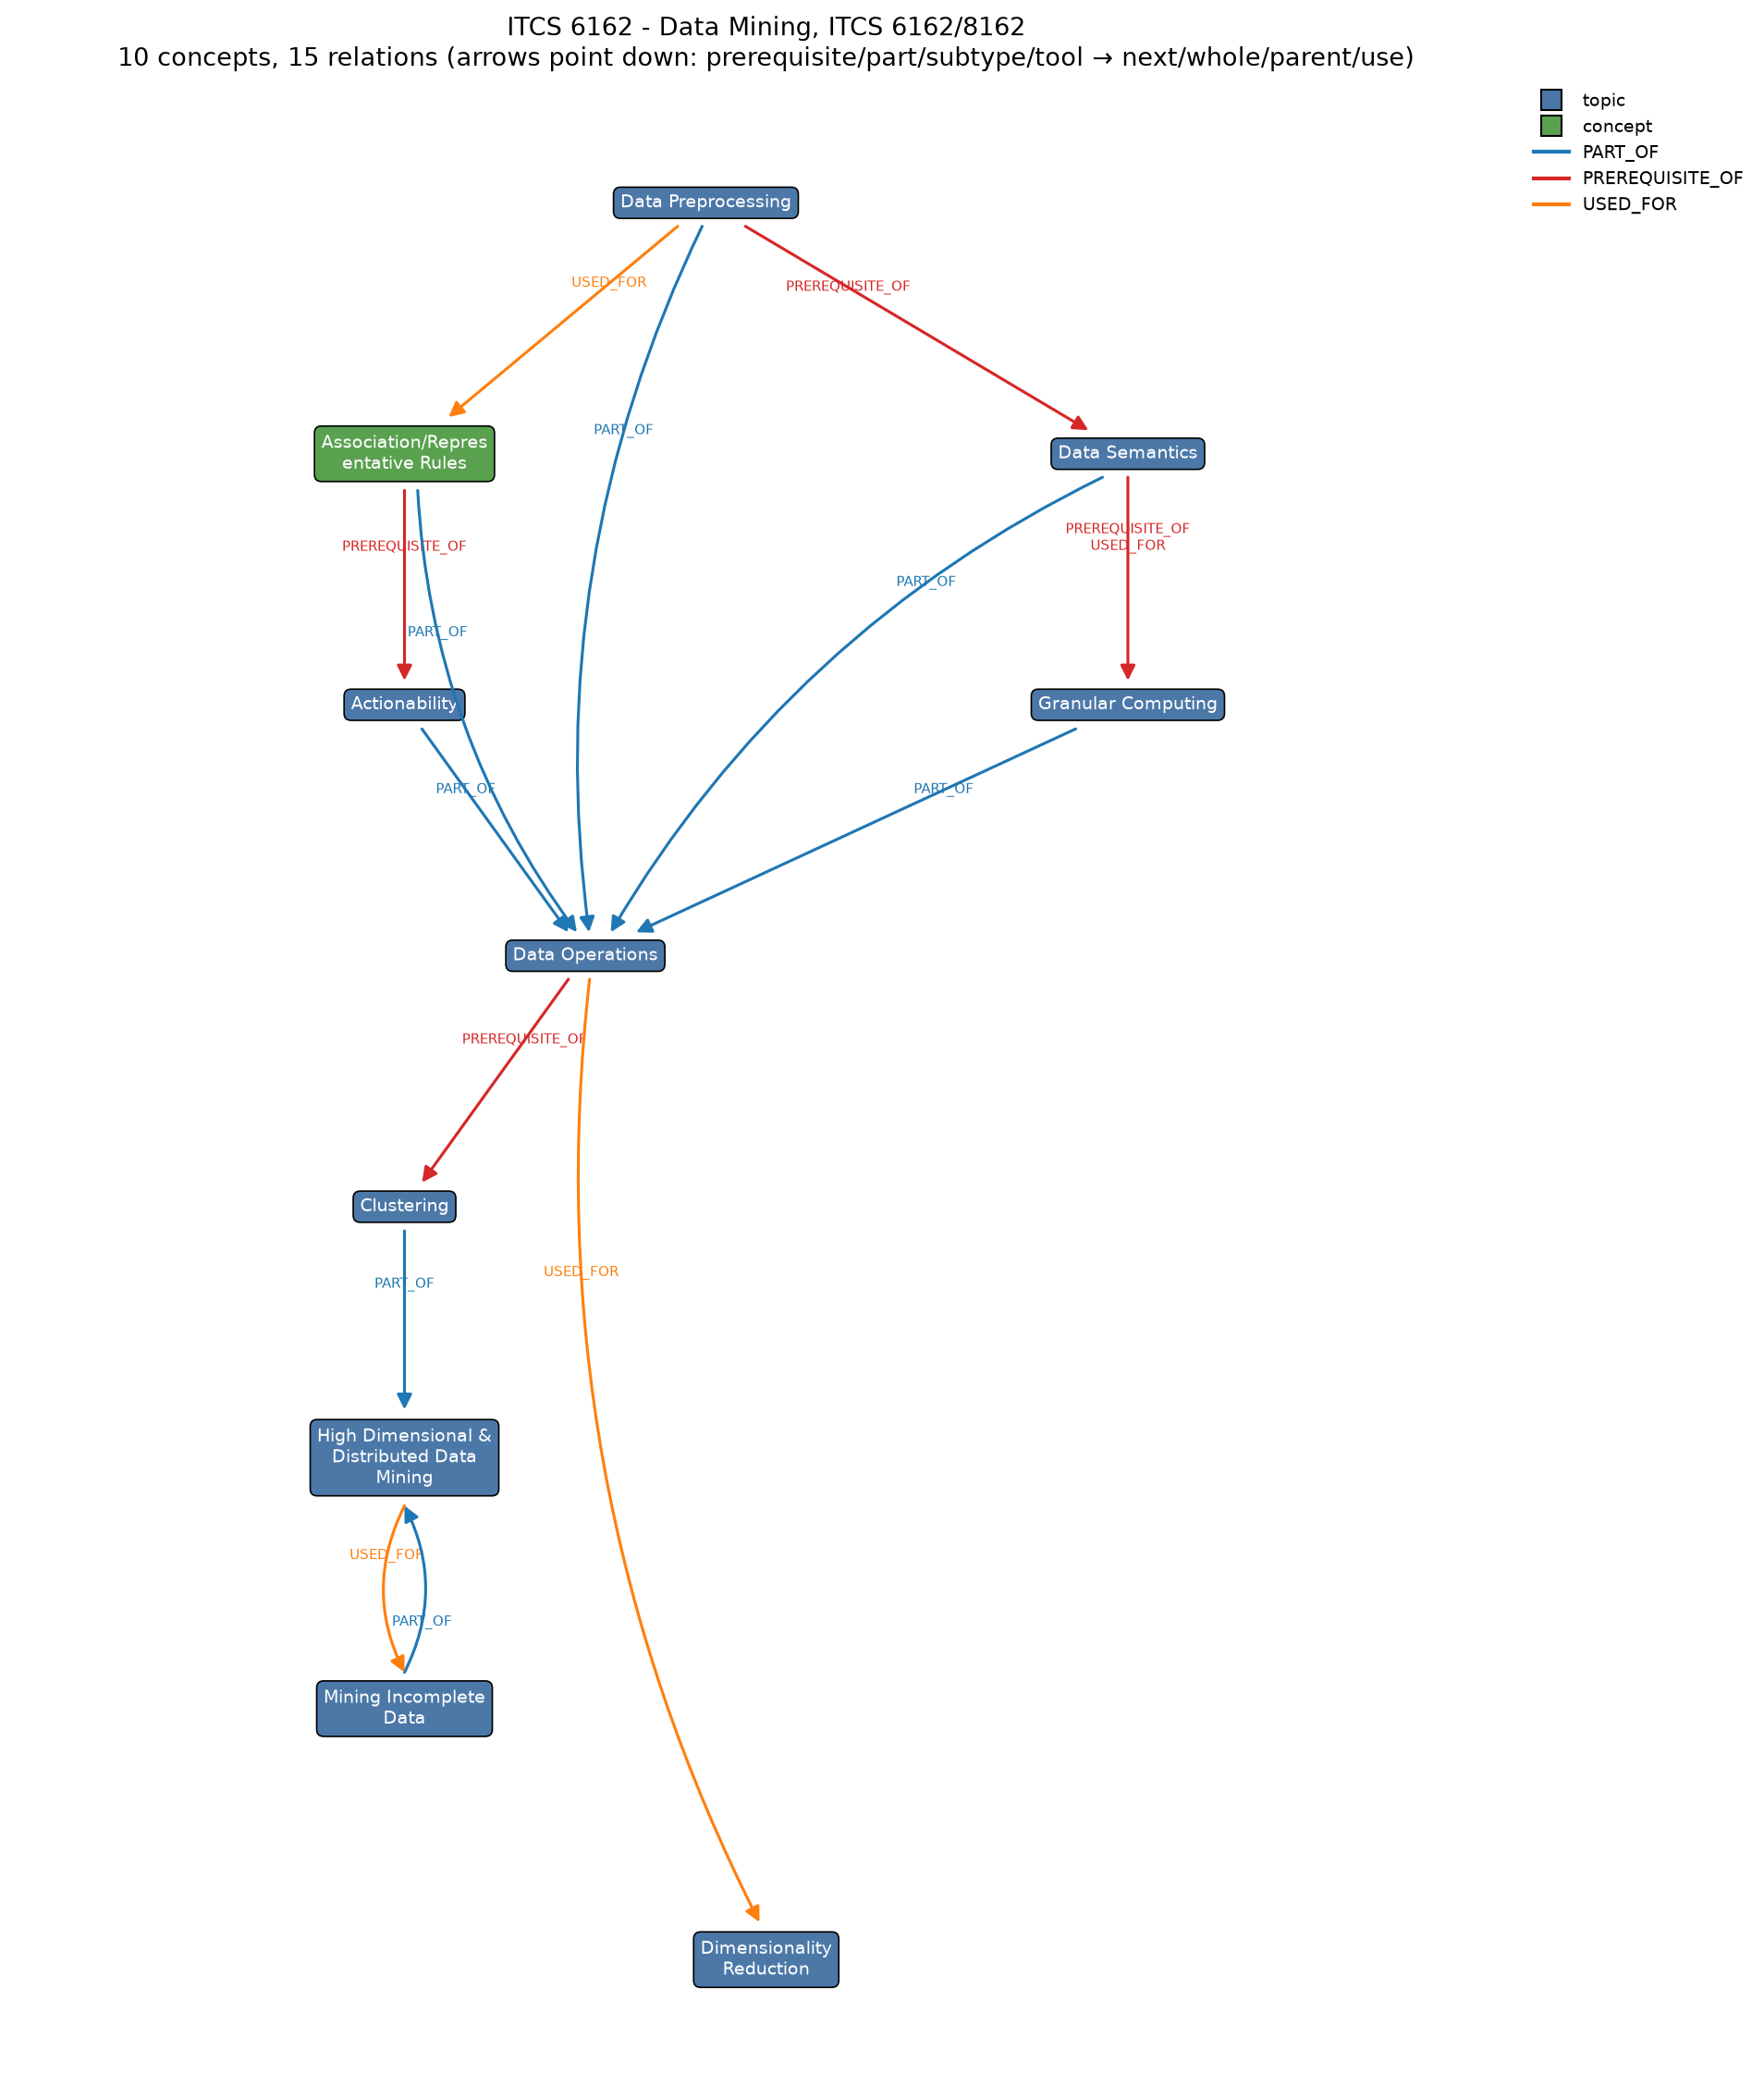 ITCS 6162 - Data Mining, ITCS 6162/8162
10 concepts, 15 relations (arrows point down: prerequisite/part/subtype/tool → next/whole/parent/use)
topic
concept
PART_OF
PREREQUISITE_OF
USED_FOR
Data Preprocessing
USED_FOR
PREREQUISITE_OF
PART_OF
Association/Repres
entative Rules
Data Semantics
PREREQUISITE_OF
PREREQUISITE_OF
USED_FOR
PART_OF
PART_OF
Actionability
Granular Computing
PART_OF
PART_OF
Data Operations
PREREQUISITE_OF
Clustering
USED_FOR
PART_OF
High Dimensional &
Distributed Data
Mining
USED_FOR
PART_OF
Mining Incomplete
Data
Dimensionality
Reduction